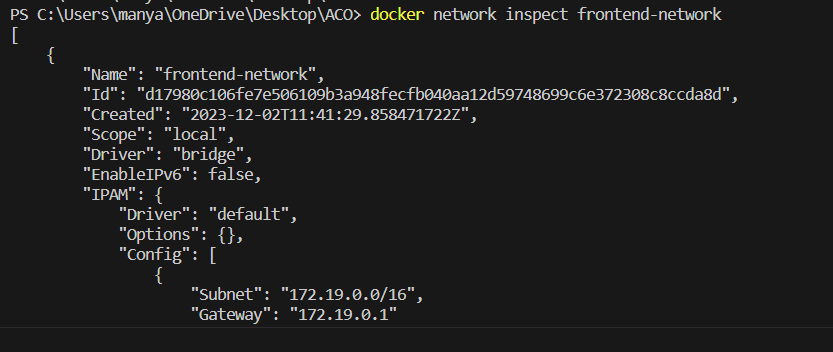 PS C:\Users\manya\OneDrive\Desktop\ACO> docker network inspect frontend-network
[
    {
        "Name": "frontend-network",
        "Id": "d17980c106fe7e506109b3a948fecfb040aa12d59748699c6e372308c8ccda8d",
        "Created": "2023-12-02T11:41:29.858471722Z",
        "Scope": "local",
        "Driver": "bridge",
        "EnableIPv6": false,
        "IPAM": {
            "Driver": "default",
            "Options": {},
            "Config": [
                {
                    "Subnet": "172.19.0.0/16",
                    "Gateway": "172.19.0.1"